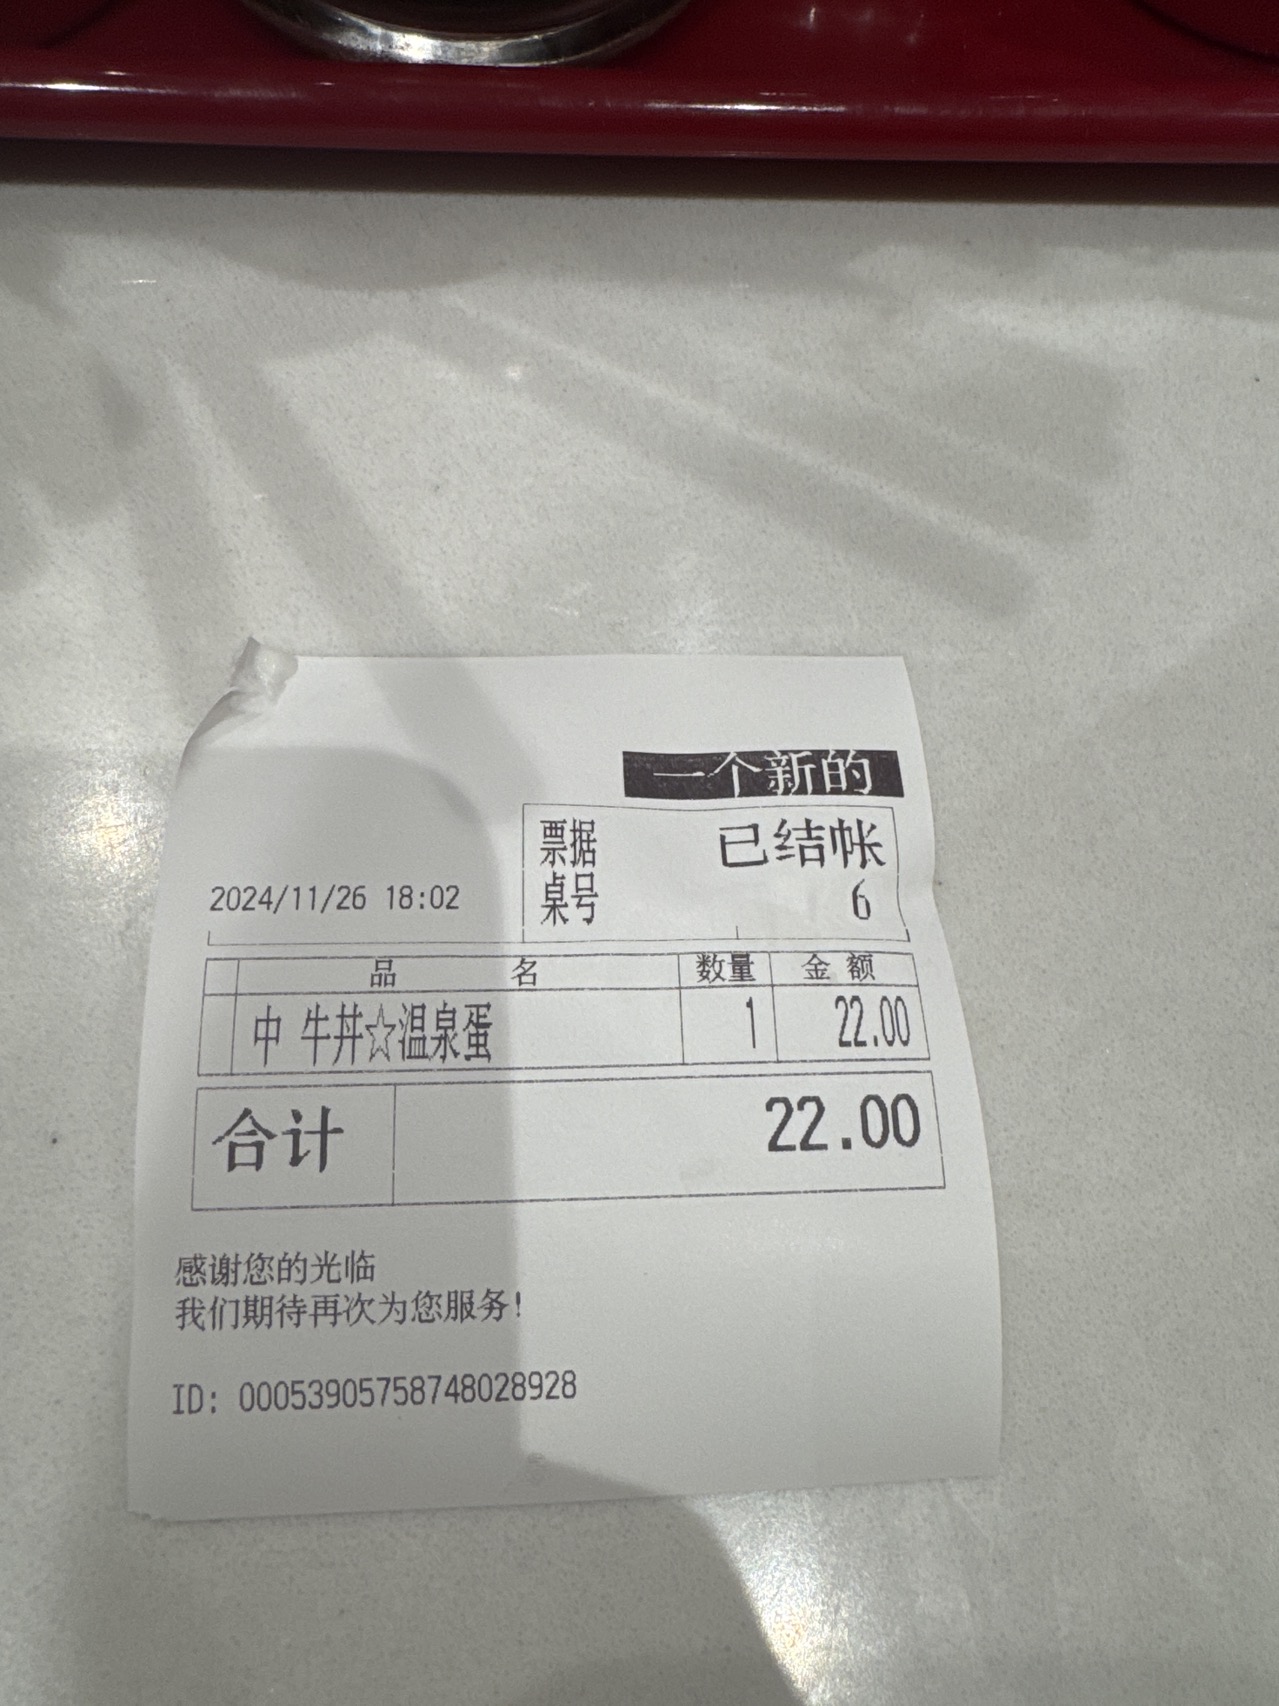 一个新的
票据 已结帐
2024/11/26 18:02 桌号 6
品 名 数量 金 额
中 牛丼☆温泉蛋 1 22.00
合计 22.00
感谢您的光临
我们期待再次为您服务!
ID: 00053905758748028928